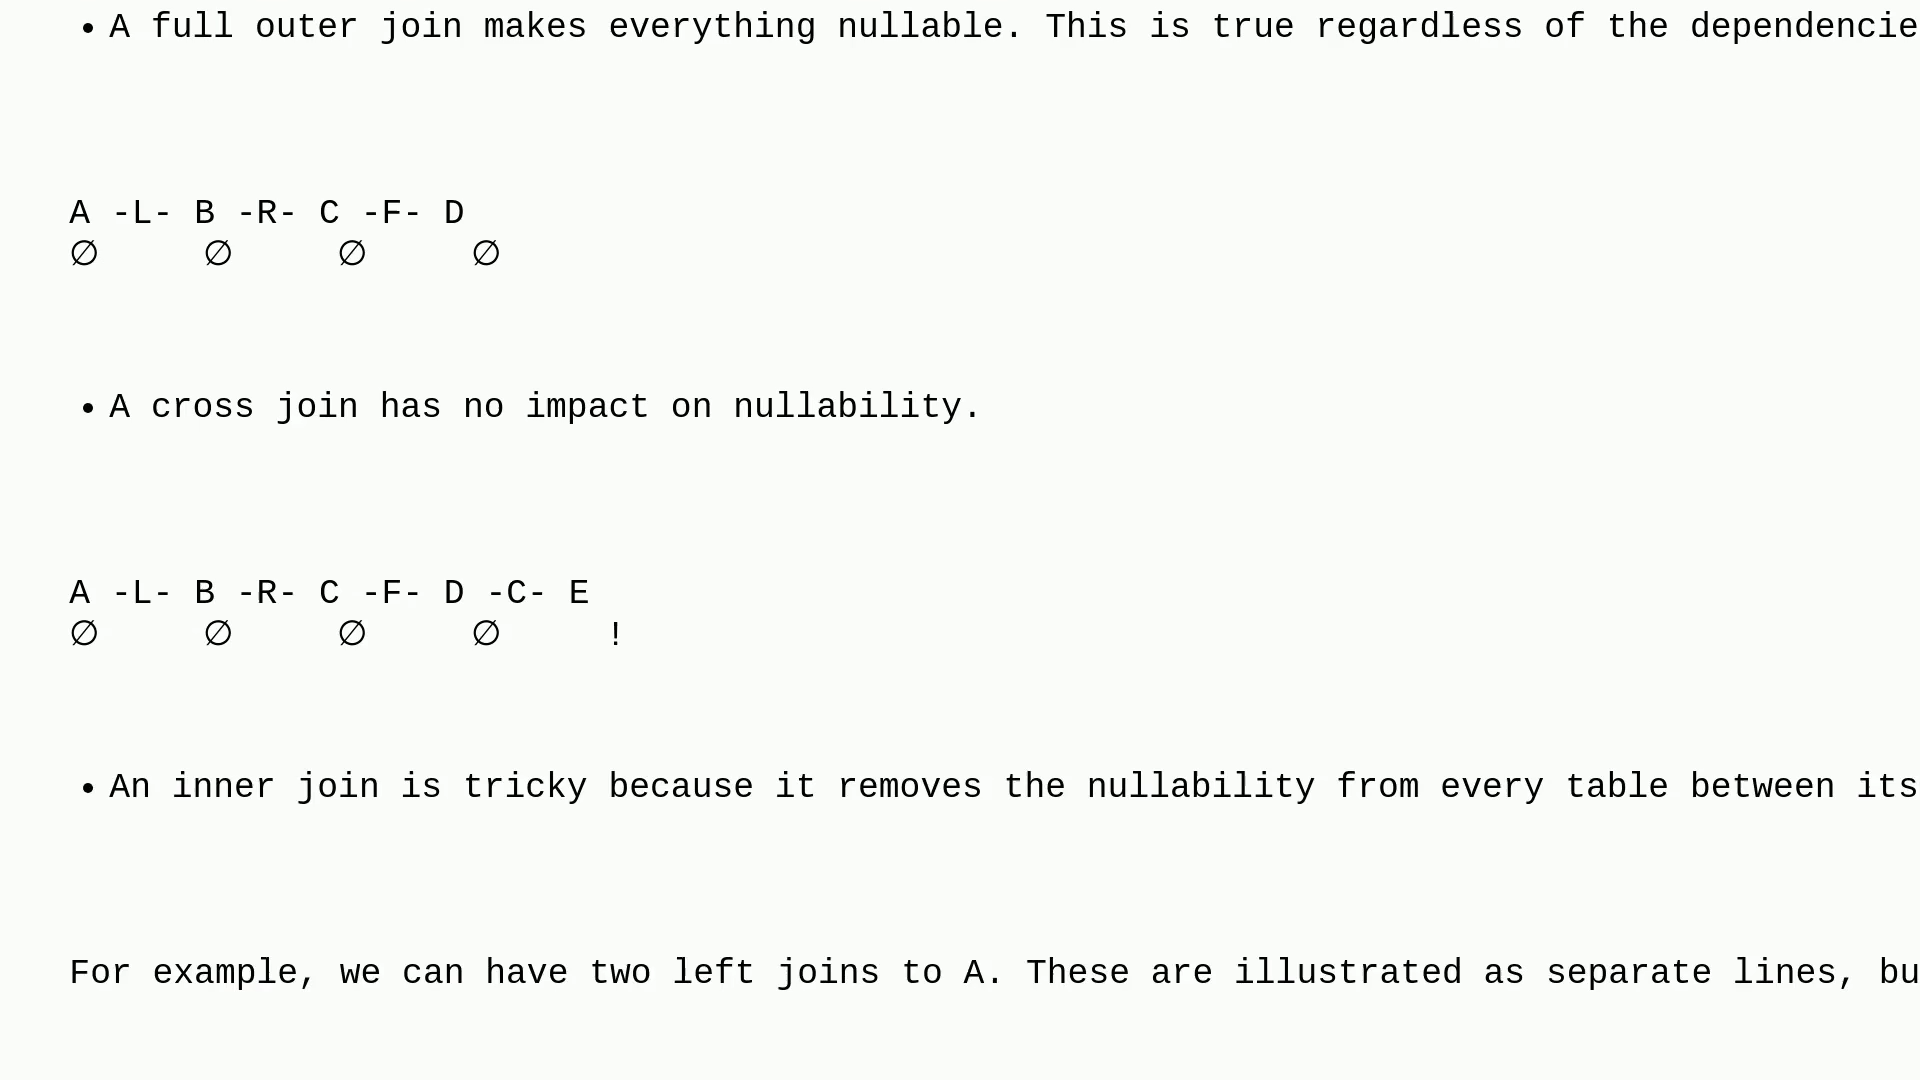 • A full outer join makes everything nullable. This is true regardless of the dependencie
A -L- B -R- C -F- D
∅ ∅ ∅ ∅
• A cross join has no impact on nullability.
A -L- B -R- C -F- D -C- E
∅ ∅ ∅ ∅ !
• An inner join is tricky because it removes the nullability from every table between its
For example, we can have two left joins to A. These are illustrated as separate lines, bu